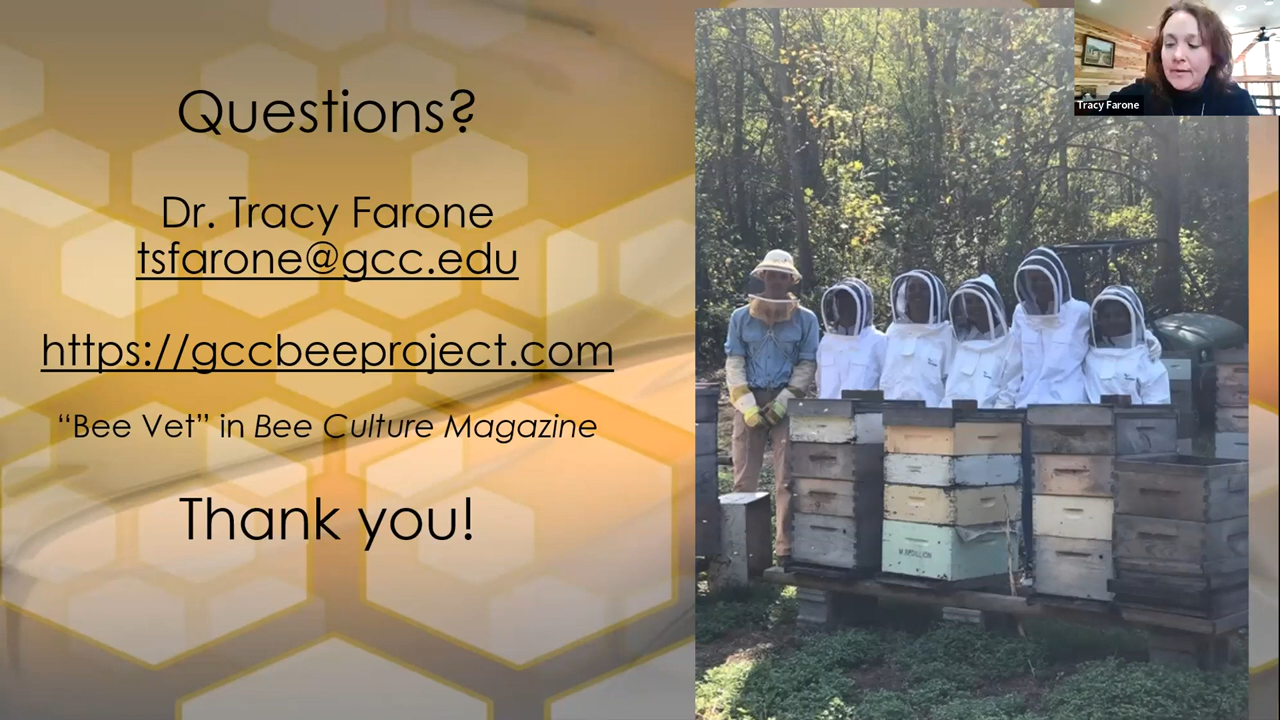 Questions?
Dr. Tracy Farone
tsfarone@gcc.edu
https://gccbeeproject.com
“Bee Vet” in Bee Culture Magazine
Thank you!
Tracy Farone